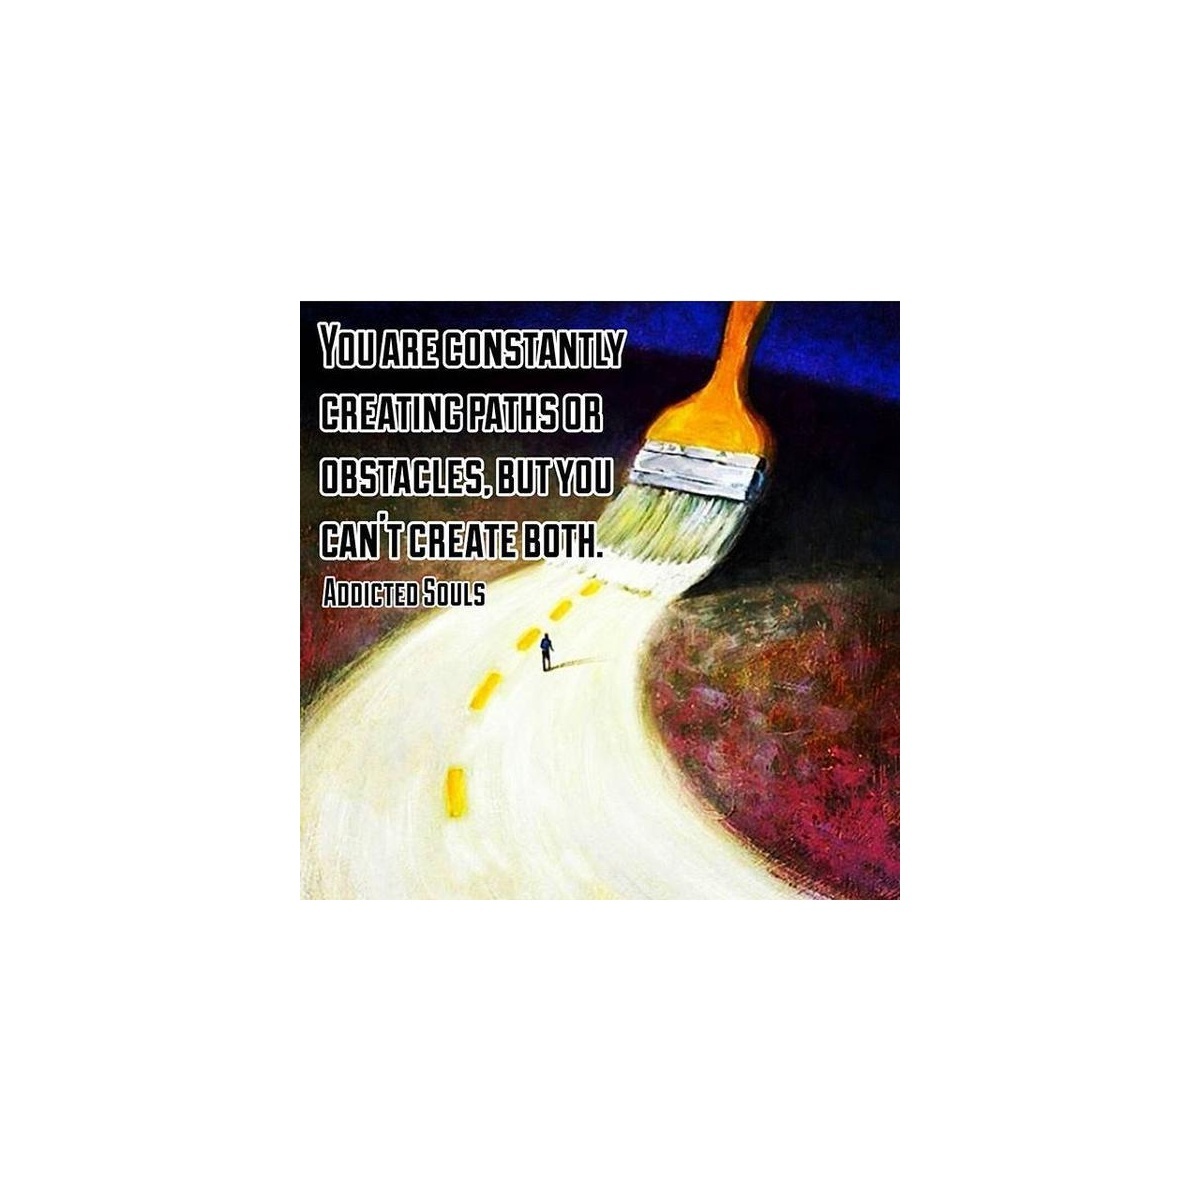 You are constantly
creating paths or
obstacles, but you
can't create both.
Addicted Souls